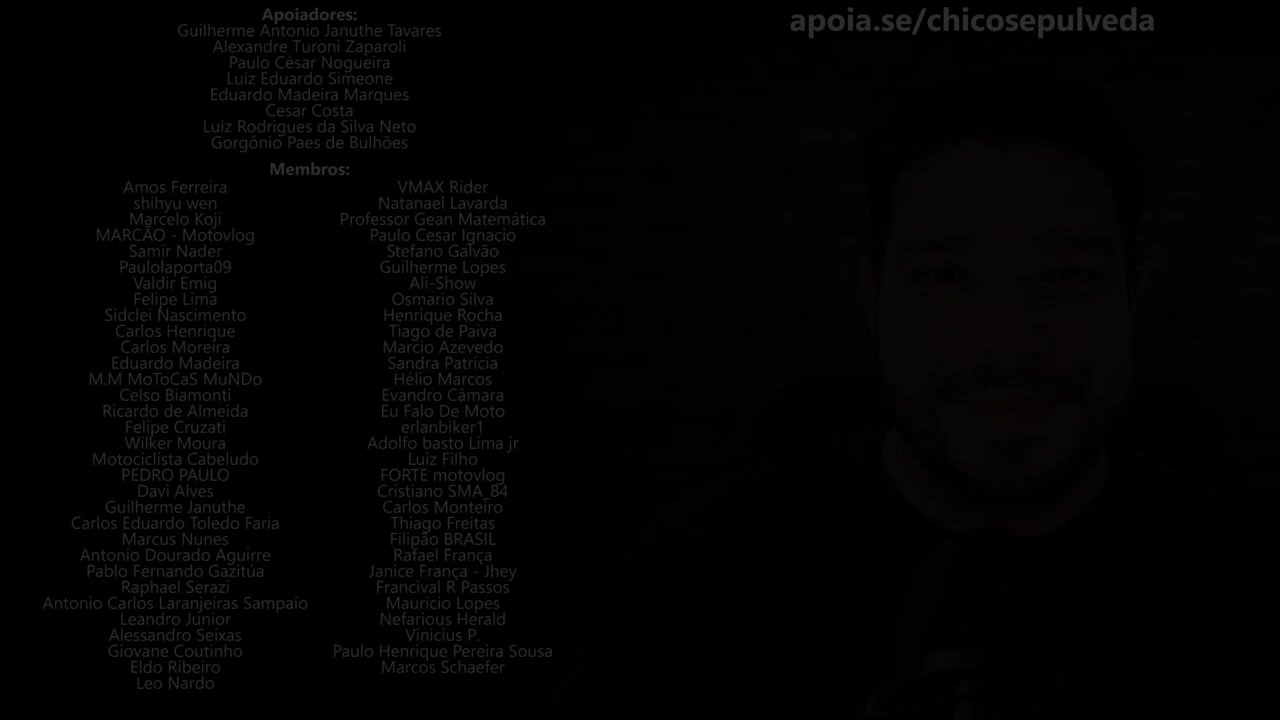 Apoiadores:
Guilherme Antonio Januthe Tavares
Alexandre Turoni Zaparoli
Paulo César Nogueira
Luiz Eduardo Simeone
Eduardo Madeira Marques
Cesar Costa
Luiz Rodrigues da Silva Neto
Gorgônio Paes de Bulhões
Membros:
Amos Ferreira
shihyu wen
Marcelo Koji
MARCÃO - Motovlog
Samir Nader
Paulolaporta09
Valdir Emig
Felipe Lima
Sidclei Nascimento
Carlos Henrique
Carlos Moreira
Eduardo Madeira
M.M MoToCaS MuNDo
Celso Biamonti
Ricardo de Almeida
Felipe Cruzati
Wilker Moura
Motociclista Cabeludo
PEDRO PAULO
Davi Alves
Guilherme Januthe
Carlos Eduardo Toledo Faria
Marcus Nunes
Antonio Dourado Aguirre
Pablo Fernando Gazitúa
Raphael Serazi
Antonio Carlos Laranjeiras Sampaio
Leandro Junior
Alessandro Seixas
Giovane Coutinho
Eldo Ribeiro
Leo Nardo
VMAX Rider
Natanael Lavarda
Professor Gean Matemática
Paulo Cesar Ignacio
Stefano Galvão
Guilherme Lopes
Ali-Show
Osmario Silva
Henrique Rocha
Tiago de Paiva
Marcio Azevedo
Sandra Patricia
Hélio Marcos
Evandro Câmara
Eu Falo De Moto
erlanbiker1
Adolfo basto Lima jr
Luiz Filho
FORTE motovlog
Cristiano SMA_84
Carlos Monteiro
Thiago Freitas
Filipão BRASIL
Rafael França
Janice França - Jhey
Francival R Passos
Mauricio Lopes
Nefarious Herald
Vinicius P.
Paulo Henrique Pereira Sousa
Marcos Schaefer
apoia.se/chicosepulveda